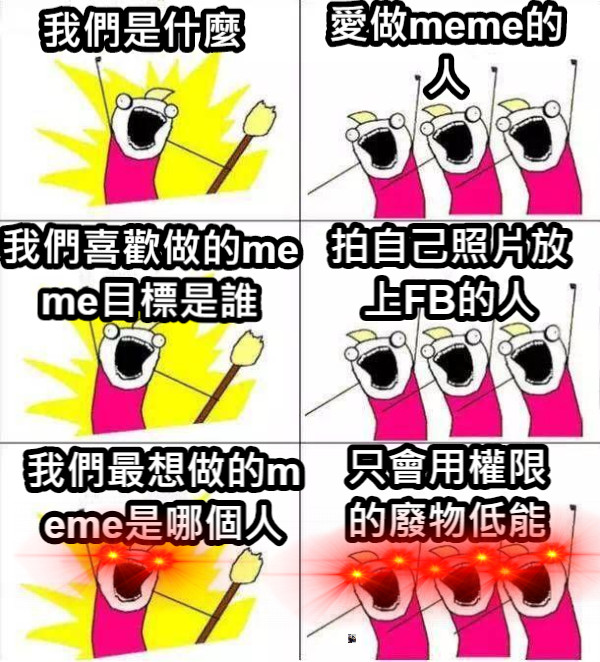 我們是什麼
愛做meme的
人
我們喜歡做的me
me目標是誰
拍自己照片放
上FB的人
我們最想做的m
eme是哪個人
只會用權限
的廢物低能